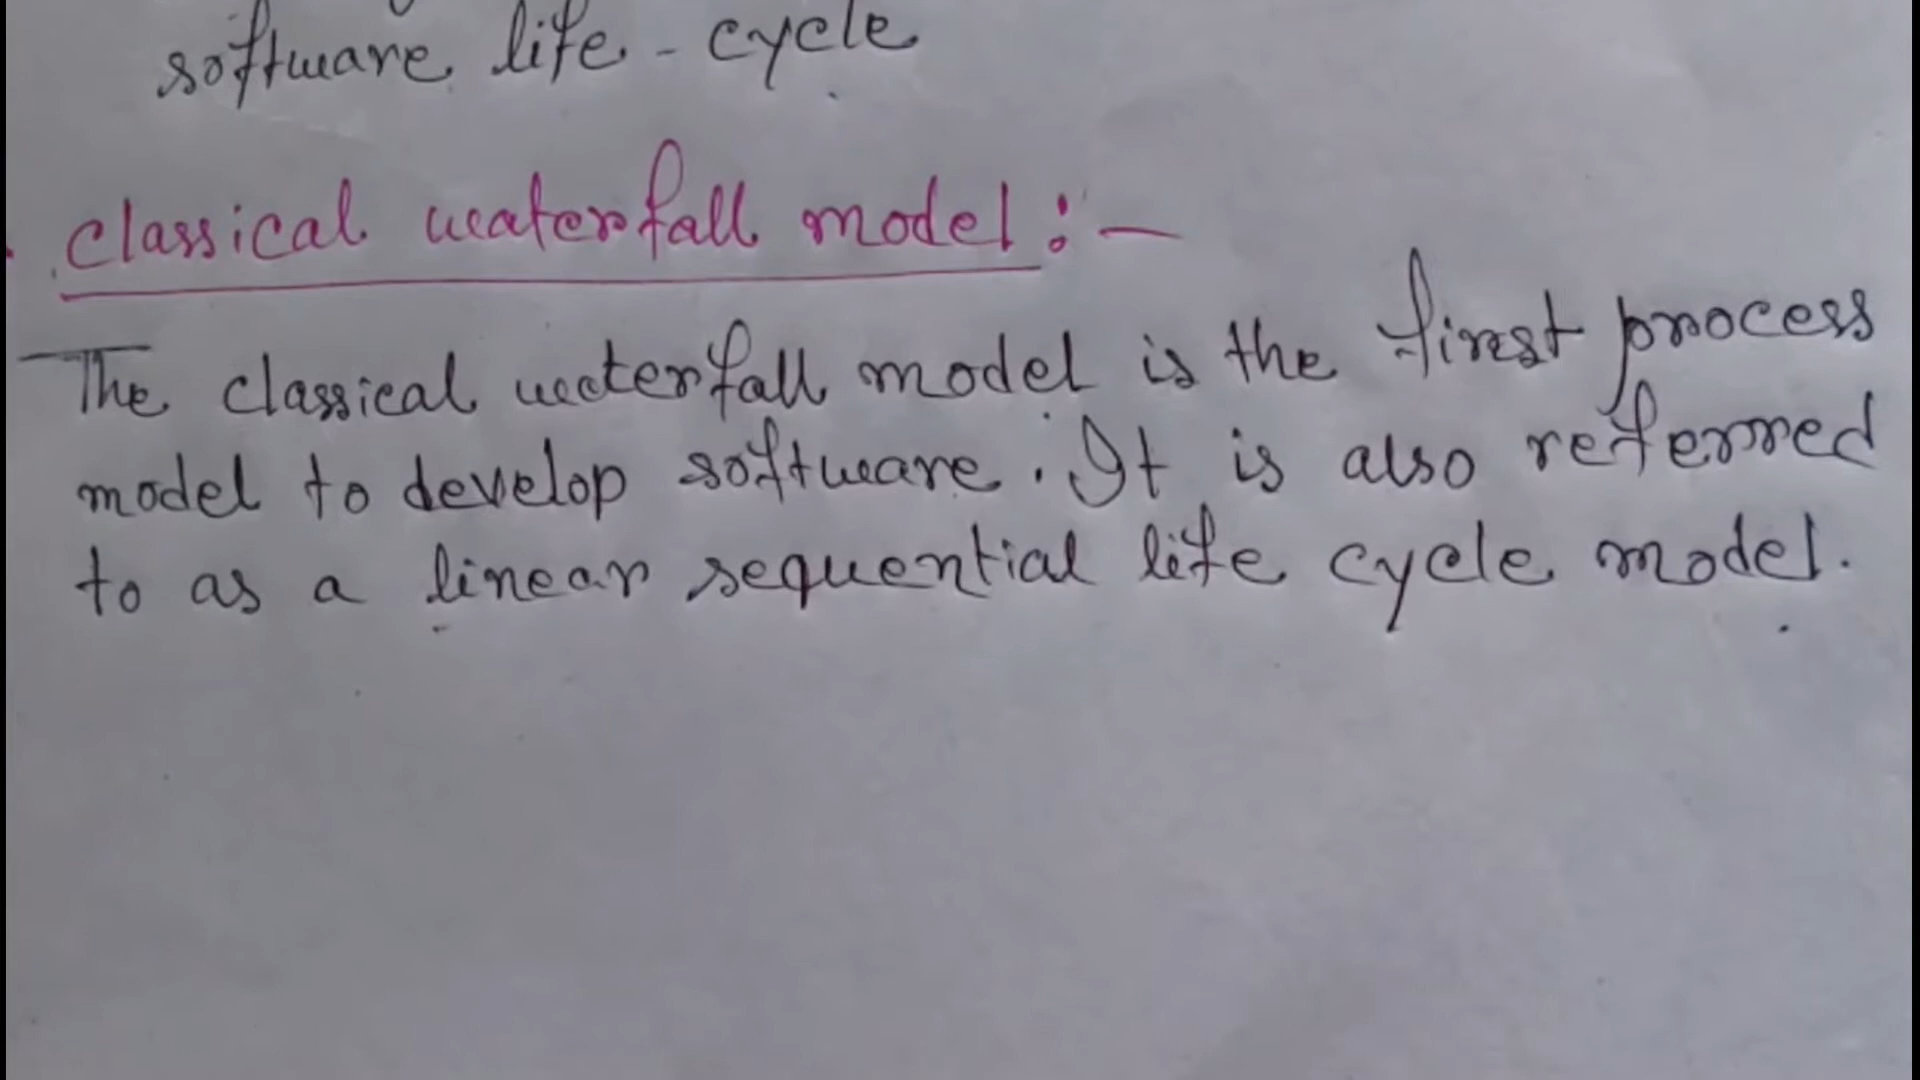 software life - cycle
classical waterfall model : -
The classical waterfall model is the first process
model to develop software. It is also referred
to as a linear sequential life cycle model.